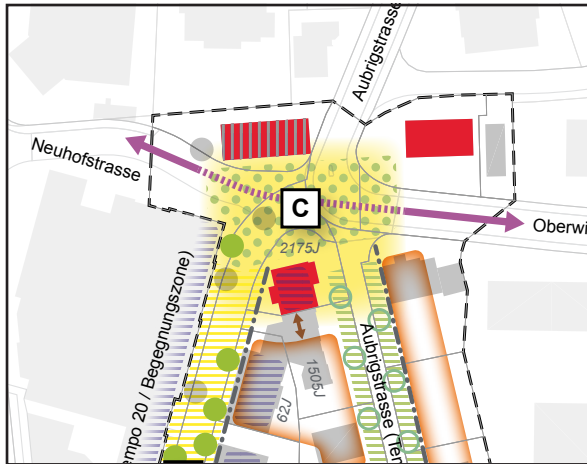 Aubrigstrasse
Neuhofstrasse
C
Oberwi
2175J
1505J
62J
Aubrigstrasse (Ter
empo 20 / Begegnungszone)